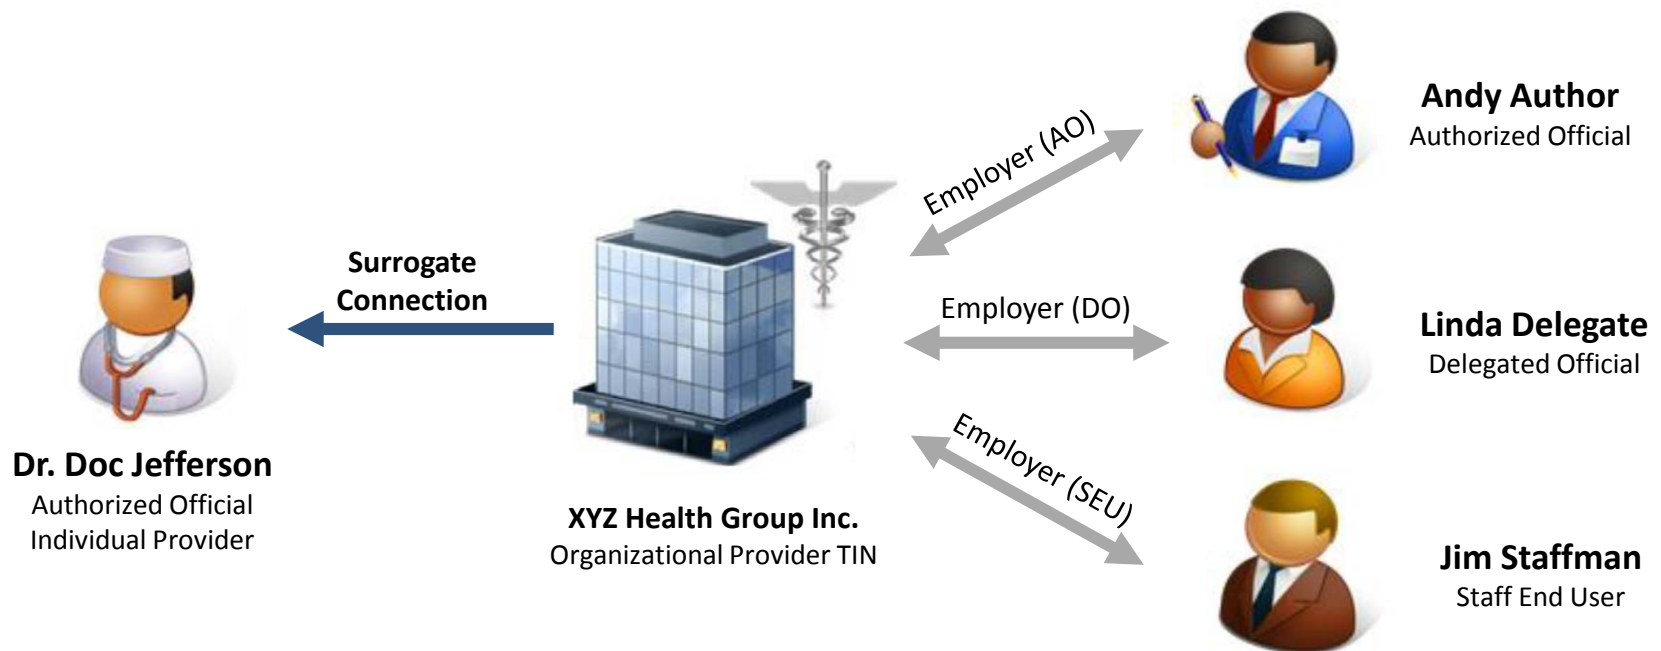 Surrogate
Connection
Dr. Doc Jefferson
Authorized Official
Individual Provider
XYZ Health Group Inc.
Organizational Provider TIN
Employer (AO)
Employer (DO)
Employer (SEU)
Andy Author
Authorized Official
Linda Delegate
Delegated Official
Jim Staffman
Staff End User